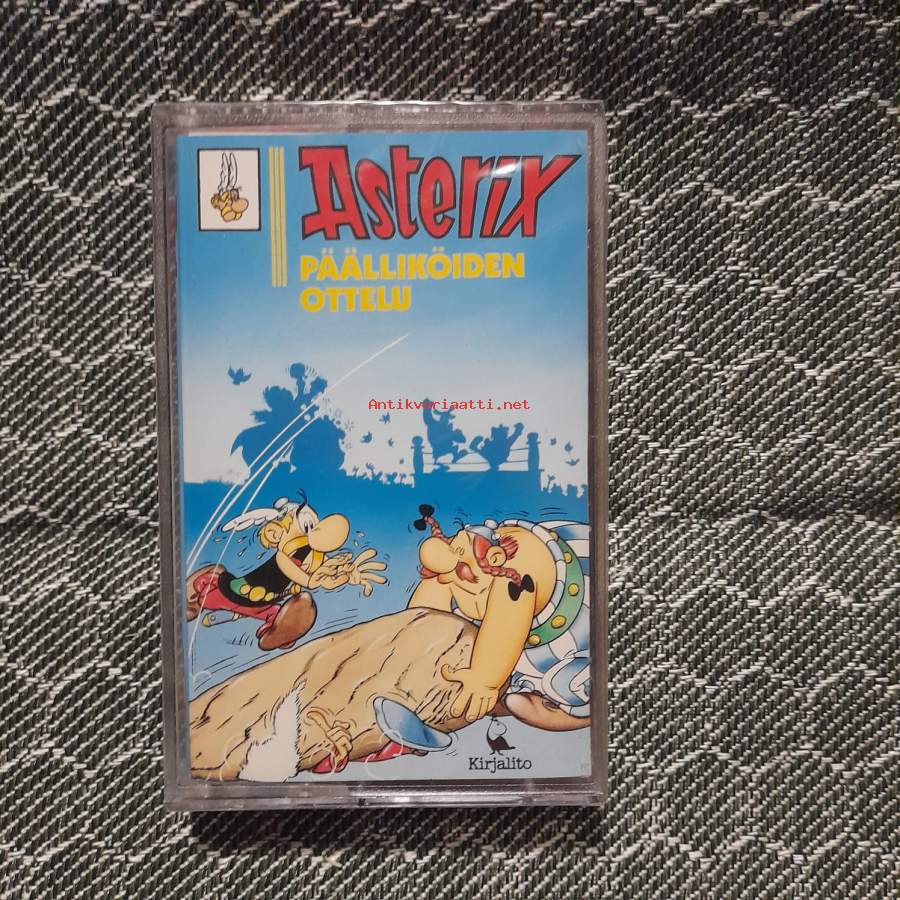 Asterix
PÄÄLLIKÖIDEN
OTTELU
Antikvariaatti.net
Kirjalito